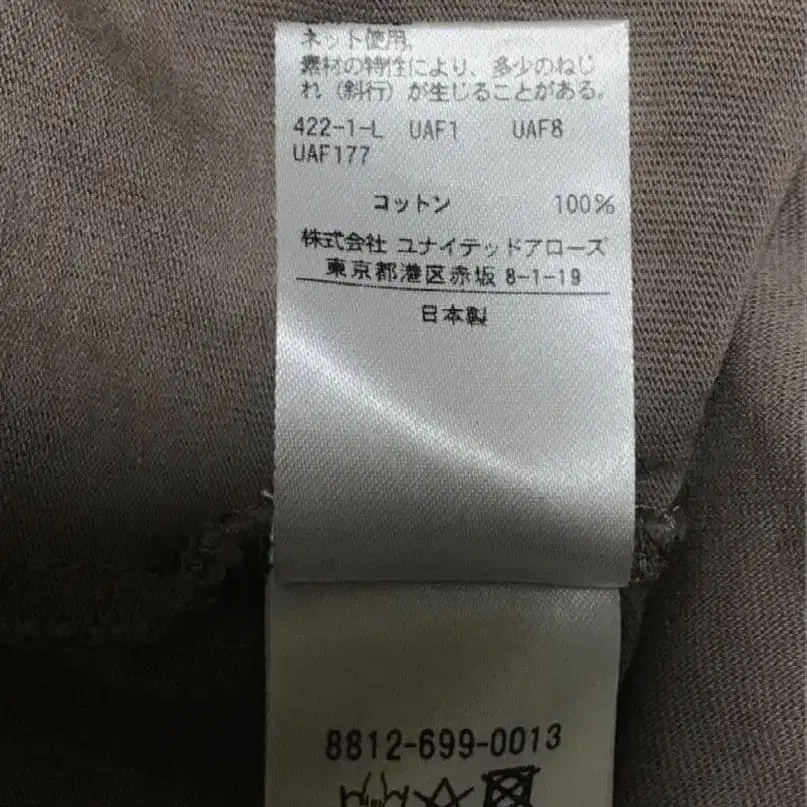 ネット使用。
素材の特性により、多少のねじ
れ（斜行）が生じることがある。
422-1-L UAF1 UAF8
UAF177
コットン 100%
株式会社 ユナイテッドアローズ
東京都港区赤坂 8-1-19
日本製
8812-699-0013